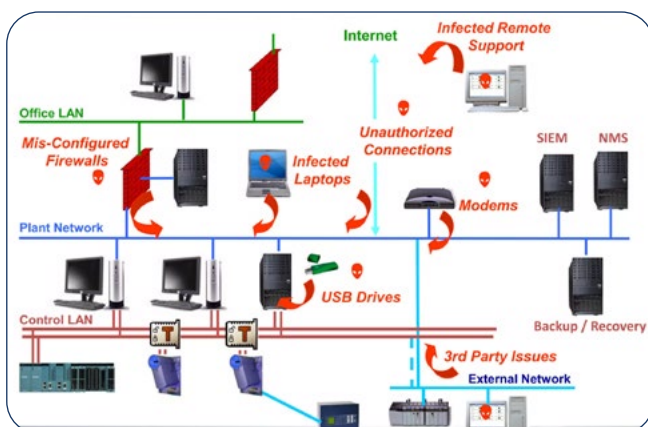 Internet
Infected Remote
Support
Office LAN
Mis-Configured
Firewalls
Infected
Laptops
Unauthorized
Connections
SIEM
NMS
Modems
Plant Network
USB Drives
Backup / Recovery
Control LAN
T
T
3rd Party Issues
External Network